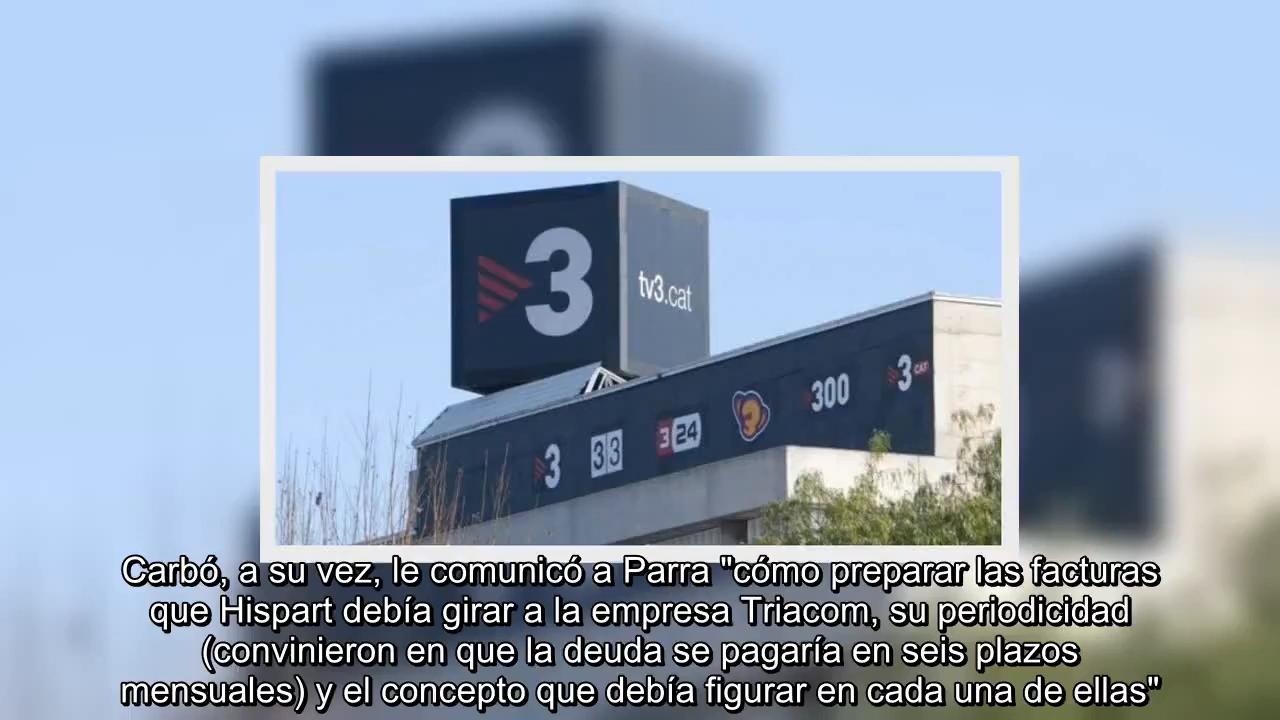 3
tv3.cat
3
33
3 24
3
300
3 CAT
Carbó, a su vez, le comunicó a Parra "cómo preparar las facturas
que Hispart debía girar a la empresa Triacom, su periodicidad
(convinieron en que la deuda se pagaría en seis plazos
mensuales) y el concepto que debía figurar en cada una de ellas"